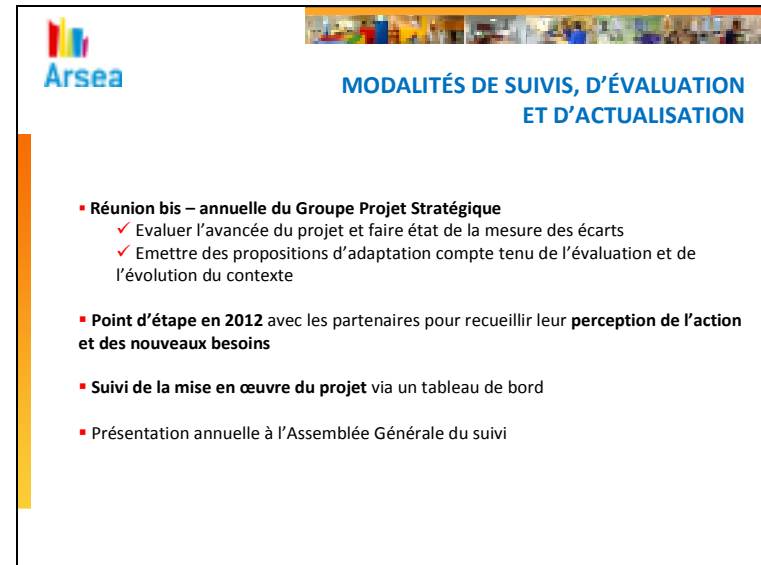 Arsea
MODALITÉS DE SUIVIS, D’ÉVALUATION
ET D’ACTUALISATION
▪ Réunion bis – annuelle du Groupe Projet Stratégique
✓ Evaluer l’avancée du projet et faire état de la mesure des écarts
✓ Emettre des propositions d’adaptation compte tenu de l’évaluation et de
l’évolution du contexte
▪ Point d’étape en 2012 avec les partenaires pour recueillir leur perception de l’action
et des nouveaux besoins
▪ Suivi de la mise en œuvre du projet via un tableau de bord
▪ Présentation annuelle à l’Assemblée Générale du suivi